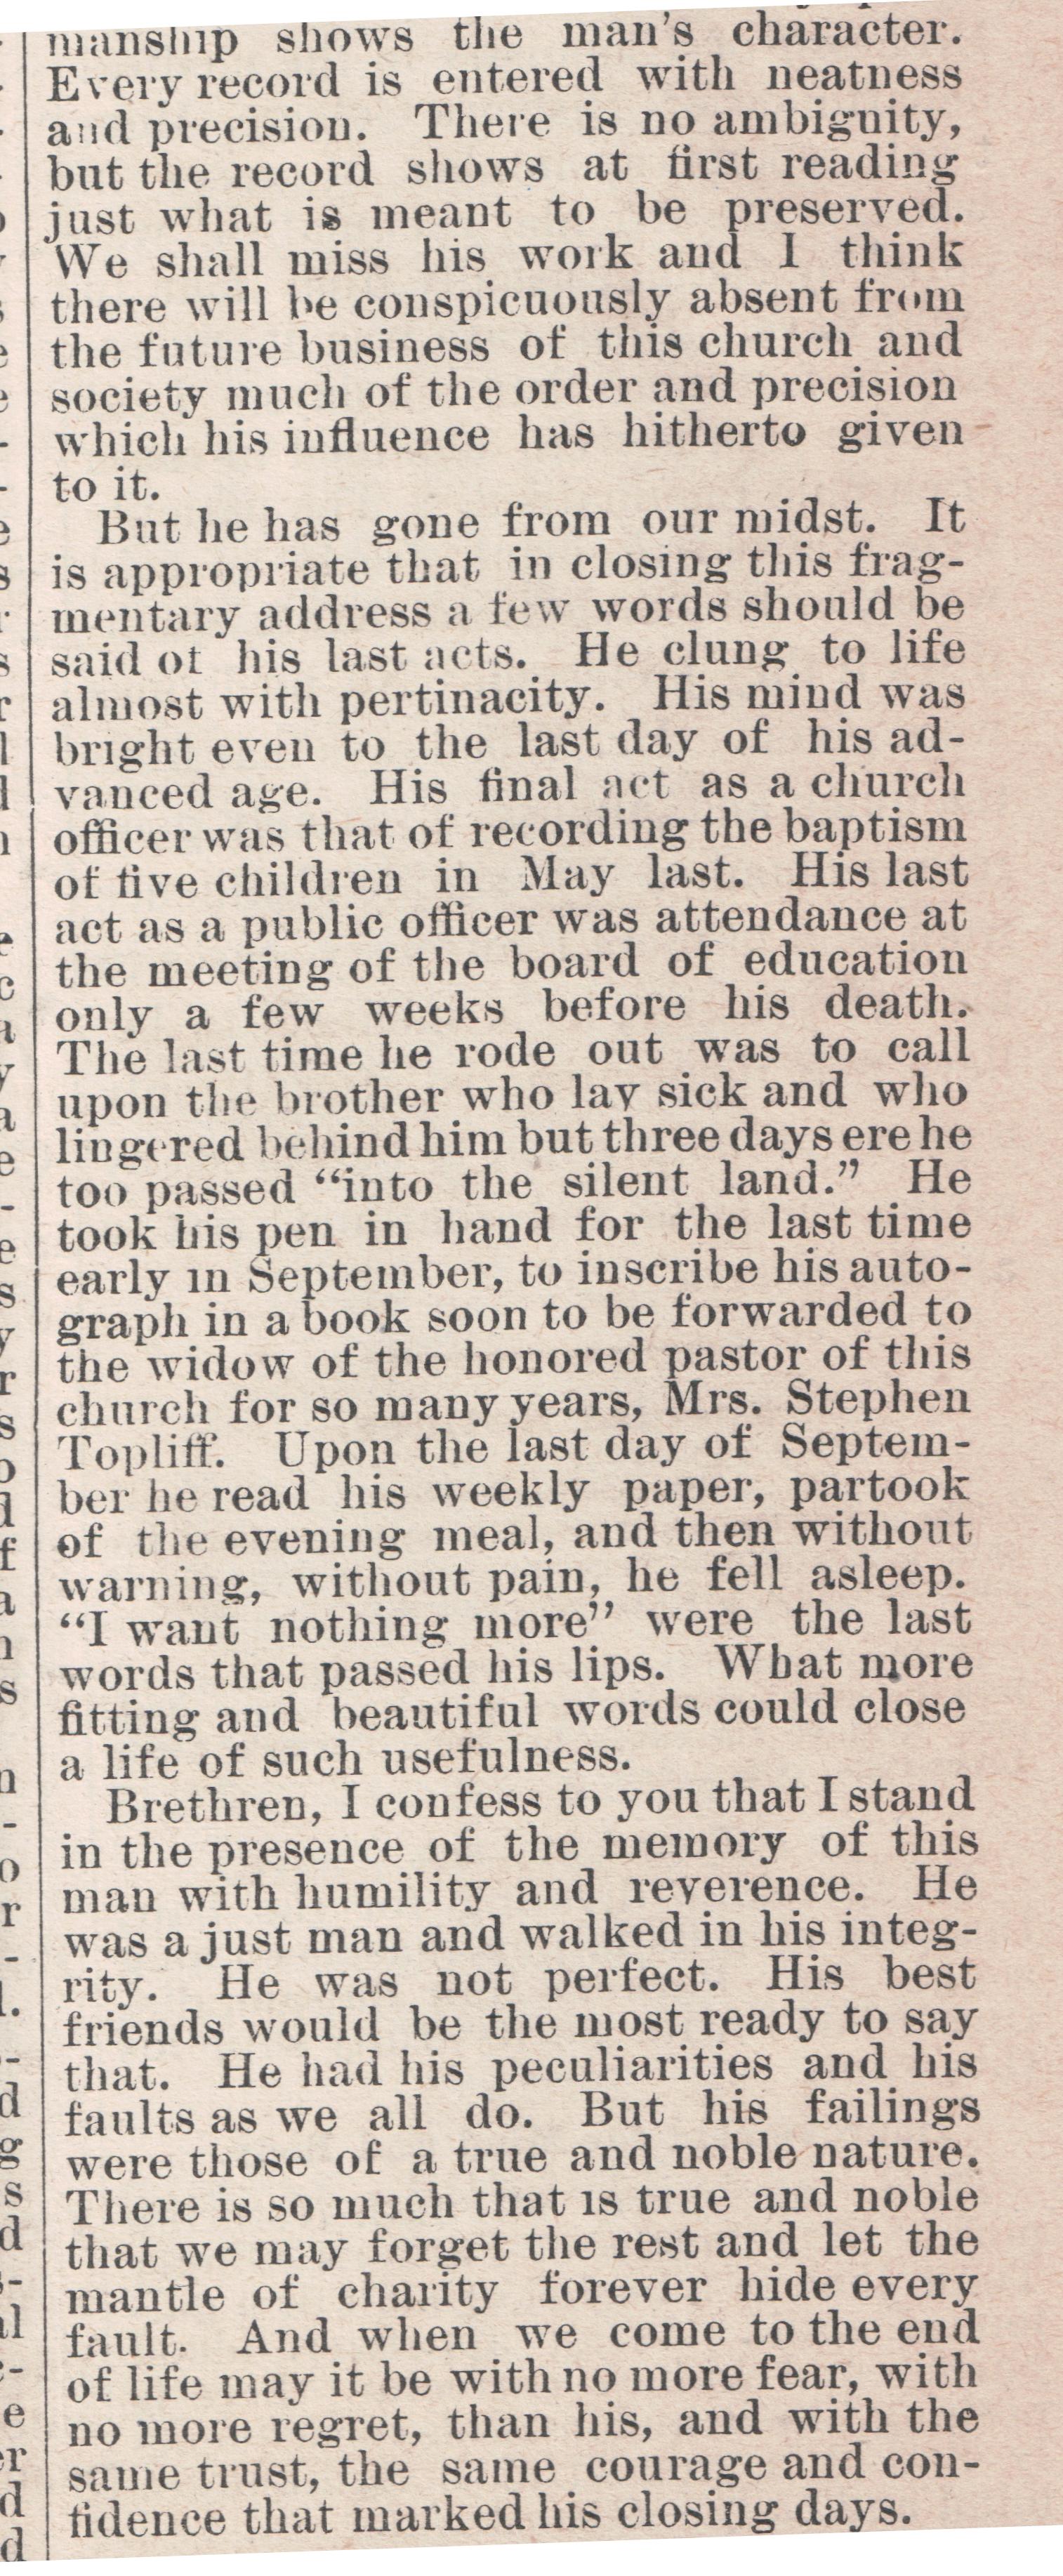 manship shows the man's character.
Every record is entered with neatness
and precision. There is no ambiguity,
but the record shows at first reading
just what is meant to be preserved.
We shall miss his work and I think
there will be conspicuously absent from
the future business of this church and
society much of the order and precision
which his influence has hitherto given
to it.
But he has gone from our midst. It
is appropriate that in closing this frag-
mentary address a few words should be
said of his last acts. He clung to life
almost with pertinacity. His mind was
bright even to the last day of his ad-
vanced age. His final act as a church
officer was that of recording the baptism
of five children in May last. His last
act as a public officer was attendance at
the meeting of the board of education
only a few weeks before his death.
The last time he rode out was to call
upon the brother who lay sick and who
lingered behind him but three days ere he
too passed “into the silent land.” He
took his pen in hand for the last time
early in September, to inscribe his auto-
graph in a book soon to be forwarded to
the widow of the honored pastor of this
church for so many years, Mrs. Stephen
Topliff. Upon the last day of Septem-
ber he read his weekly paper, partook
of the evening meal, and then without
warning, without pain, he fell asleep.
“I want nothing more” were the last
words that passed his lips. What more
fitting and beautiful words could close
a life of such usefulness.
Brethren, I confess to you that I stand
in the presence of the memory of this
man with humility and reverence. He
was a just man and walked in his integ-
rity. He was not perfect. His best
friends would be the most ready to say
that. He had his peculiarities and his
faults as we all do. But his failings
were those of a true and noble nature.
There is so much that is true and noble
that we may forget the rest and let the
mantle of charity forever hide every
fault. And when we come to the end
of life may it be with no more fear, with
no more regret, than his, and with the
same trust, the same courage and con-
fidence that marked his closing days.